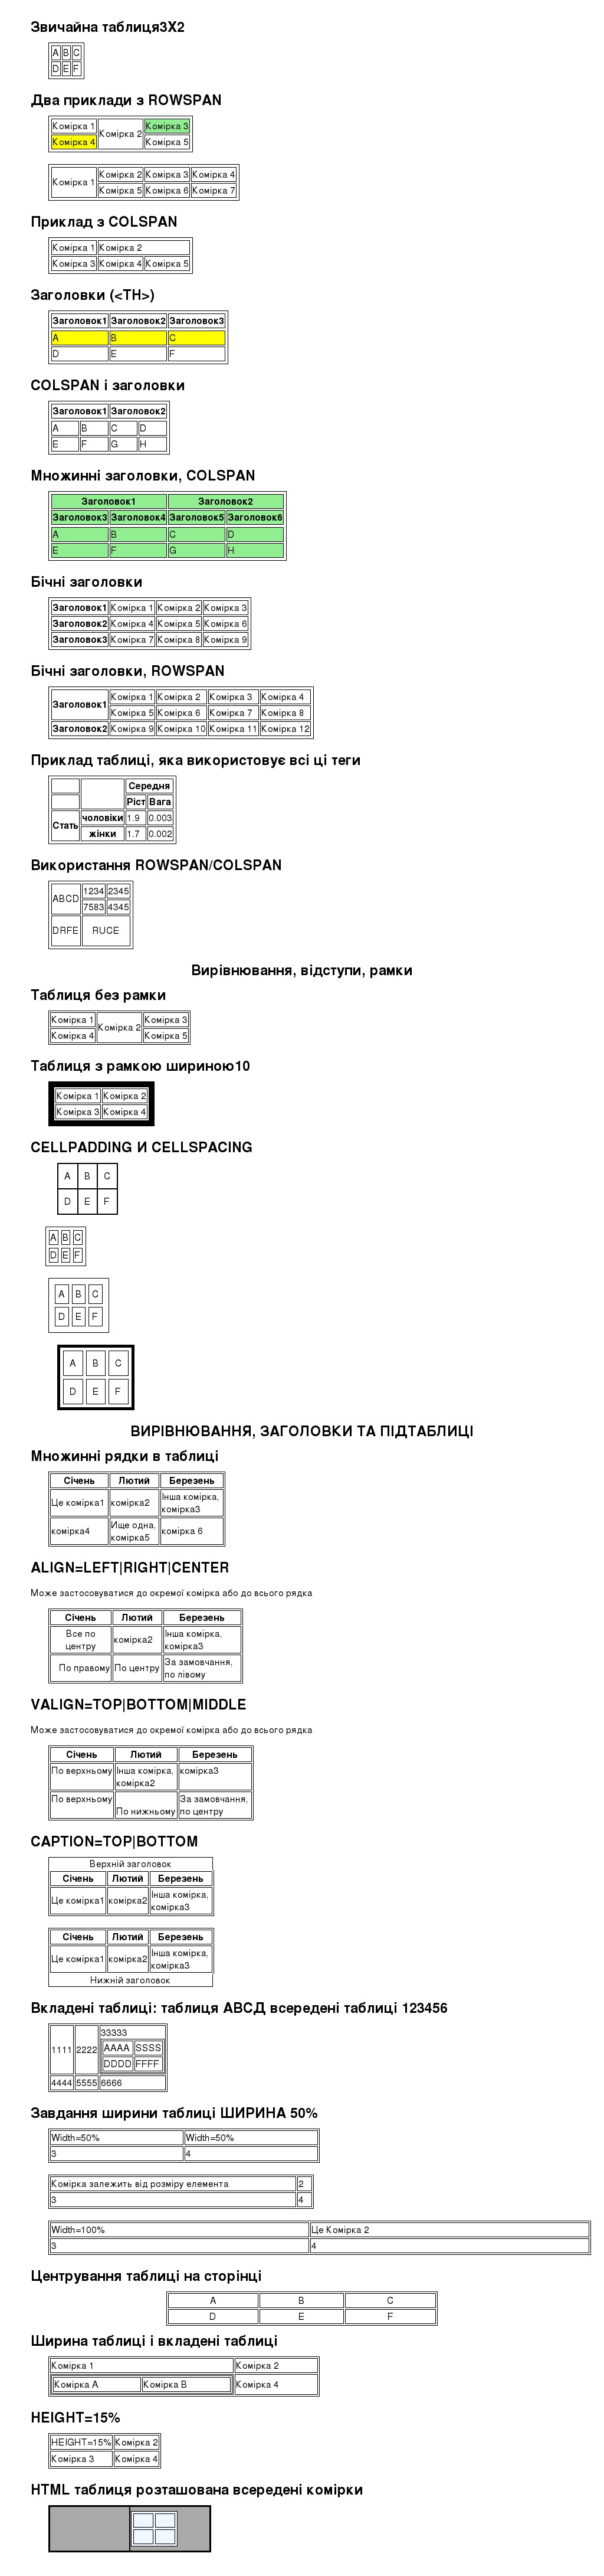 Звичайна таблиця3X2
A B C
D E F
Два приклади з ROWSPAN
Комірка 1 Комірка 2 Комірка 3
Комірка 4 Комірка 5
Комірка 1 Комірка 2 Комірка 3 Комірка 4
Комірка 5 Комірка 6 Комірка 7
Приклад з COLSPAN
Комірка 1 Комірка 2
Комірка 3 Комірка 4 Комірка 5
Заголовки (<TH>)
Заголовок1 Заголовок2 Заголовок3
A B C
D E F
COLSPAN і заголовки
Заголовок1 Заголовок2
A B C D
E F G H
Множинні заголовки, COLSPAN
Заголовок1 Заголовок2
Заголовок3 Заголовок4 Заголовок5 Заголовок6
A B C D
E F G H
Бічні заголовки
Заголовок1 Комірка 1 Комірка 2 Комірка 3
Заголовок2 Комірка 4 Комірка 5 Комірка 6
Заголовок3 Комірка 7 Комірка 8 Комірка 9
Бічні заголовки, ROWSPAN
Заголовок1 Комірка 1 Комірка 2 Комірка 3 Комірка 4
Комірка 5 Комірка 6 Комірка 7 Комірка 8
Заголовок2 Комірка 9 Комірка 10 Комірка 11 Комірка 12
Приклад таблиці, яка використовує всі ці теги
Середня
Ріст Вага
Стать чоловіки 1.9 0.003
жінки 1.7 0.002
Використання ROWSPAN/COLSPAN
ABCD 1234 2345
7583 4345
DRFE RUCE
Вирівнювання, відступи, рамки
Таблиця без рамки
Комірка 1 Комірка 2 Комірка 3
Комірка 4 Комірка 5
Таблиця з рамкою шириною10
Комірка 1 Комірка 2
Комірка 3 Комірка 4
CELLPADDING И CELLSPACING
A B C
D E F
A B C
D E F
A B C
D E F
A B C
D E F
ВИРІВНЮВАННЯ, ЗАГОЛОВКИ ТА ПІДТАБЛИЦІ
Множинні рядки в таблиці
Січень Лютий Березень
Це комірка1 комірка2 Інша комірка,
комірка3
комірка4 Ище одна,
комірка5 комірка 6
ALIGN=LEFT|RIGHT|CENTER
Може застосовуватися до окремої комірка або до всього рядка
Січень Лютий Березень
Все по
центру комірка2 Інша комірка,
комірка3
По правому По центру За замовчання,
по лівому
VALIGN=TOP|BOTTOM|MIDDLE
Може застосовуватися до окремої комірка або до всього рядка
Січень Лютий Березень
По верхньому Інша комірка,
комірка2 комірка3
По верхньому По нижньому За замовчання,
по центру
CAPTION=TOP|BOTTOM
Верхній заголовок
Січень Лютий Березень
Це комірка1 комірка2 Інша комірка,
комірка3
Січень Лютий Березень
Це комірка1 комірка2 Інша комірка,
комірка3
Нижній заголовок
Вкладені таблиці: таблиця АВСД всередені таблиці 123456
1111 2222 33333
AAAA SSSS
DDDD FFFF
4444 5555 6666
Завдання ширини таблиці ШИРИНА 50%
Width=50% Width=50%
3 4
Комірка залежить від розміру елемента 2
3 4
Width=100% Це Комірка 2
3 4
Центрування таблиці на сторінці
A B C
D E F
Ширина таблиці і вкладені таблиці
Комірка 1 Комірка 2
Комірка А Комірка В Комірка 4
HEIGHT=15%
HEIGHT=15% Комірка 2
Комірка 3 Комірка 4
HTML таблиця розташована всередені комірки